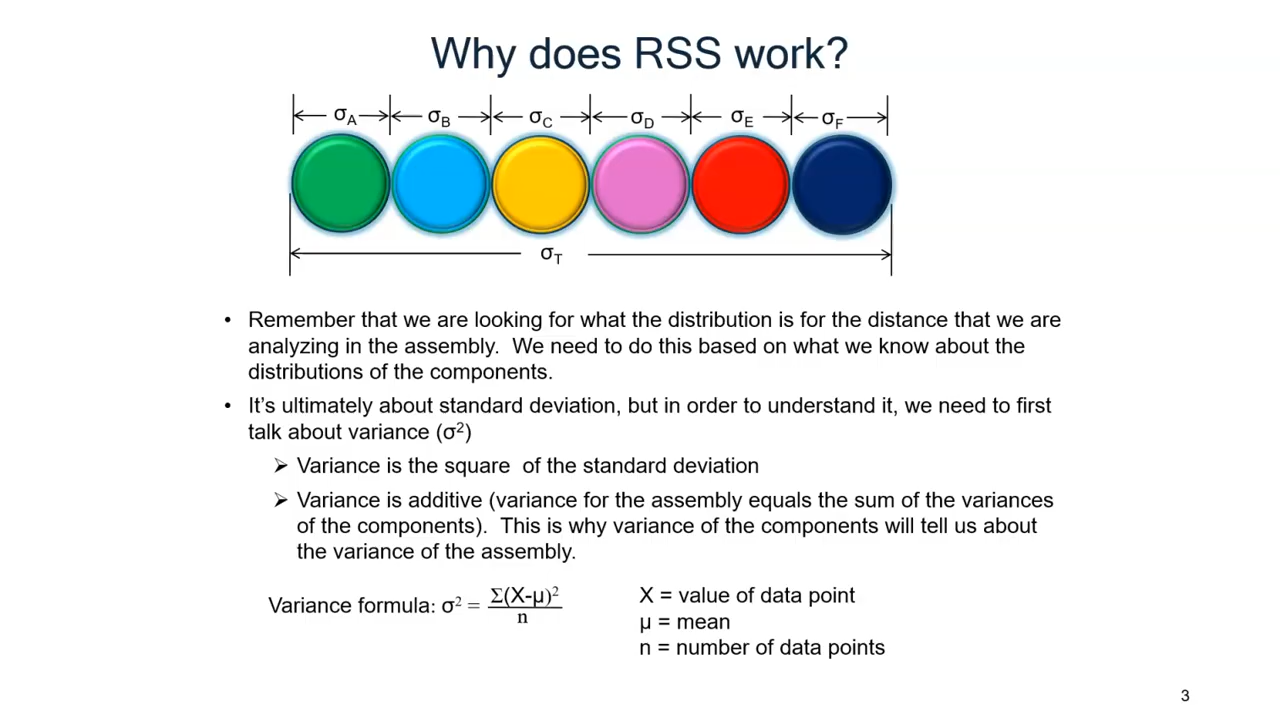 Why does RSS work?
σA σB σC σD σE σF
σT
• Remember that we are looking for what the distribution is for the distance that we are
analyzing in the assembly.  We need to do this based on what we know about the
distributions of the components.
• It’s ultimately about standard deviation, but in order to understand it, we need to first
talk about variance (σ²)
➢ Variance is the square  of the standard deviation
➢ Variance is additive (variance for the assembly equals the sum of the variances
of the components).  This is why variance of the components will tell us about
the variance of the assembly.
Variance formula: σ² = Σ(X-μ)²
n
X = value of data point
μ = mean
n = number of data points
3